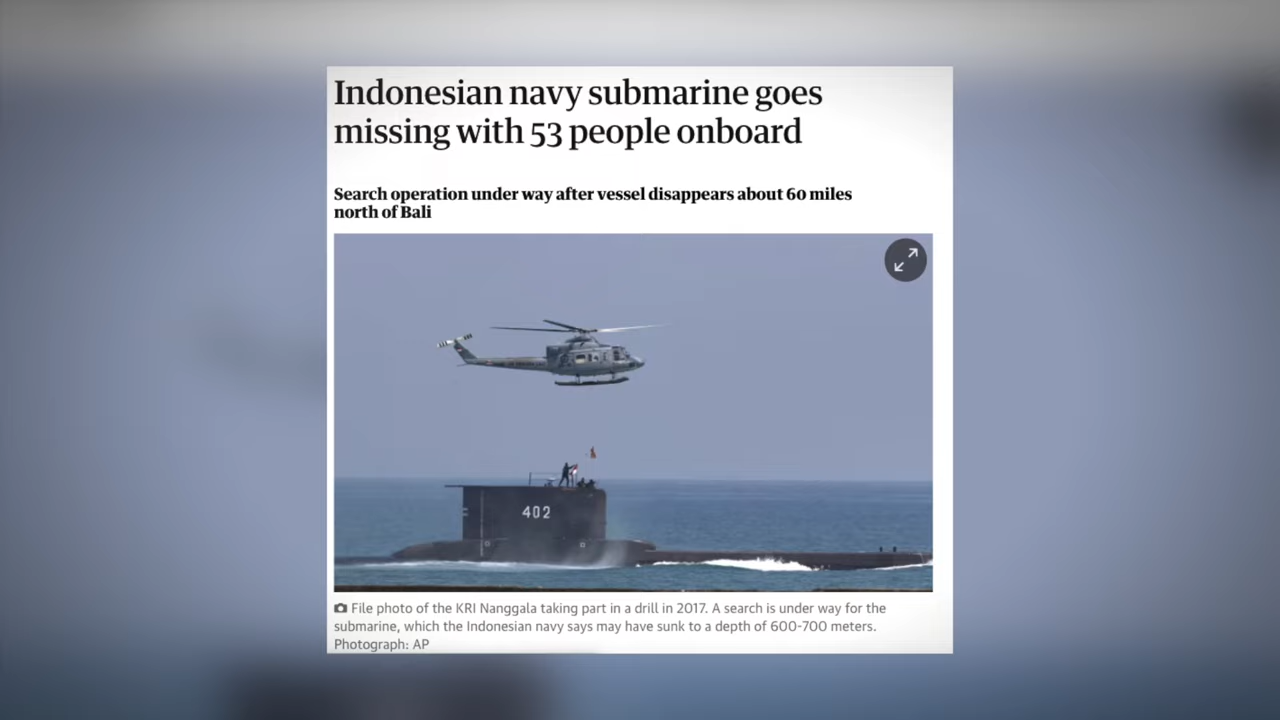 Indonesian navy submarine goes
missing with 53 people onboard
Search operation under way after vessel disappears about 60 miles
north of Bali
402
File photo of the KRI Nanggala taking part in a drill in 2017. A search is under way for the
submarine, which the Indonesian navy says may have sunk to a depth of 600-700 meters.
Photograph: AP